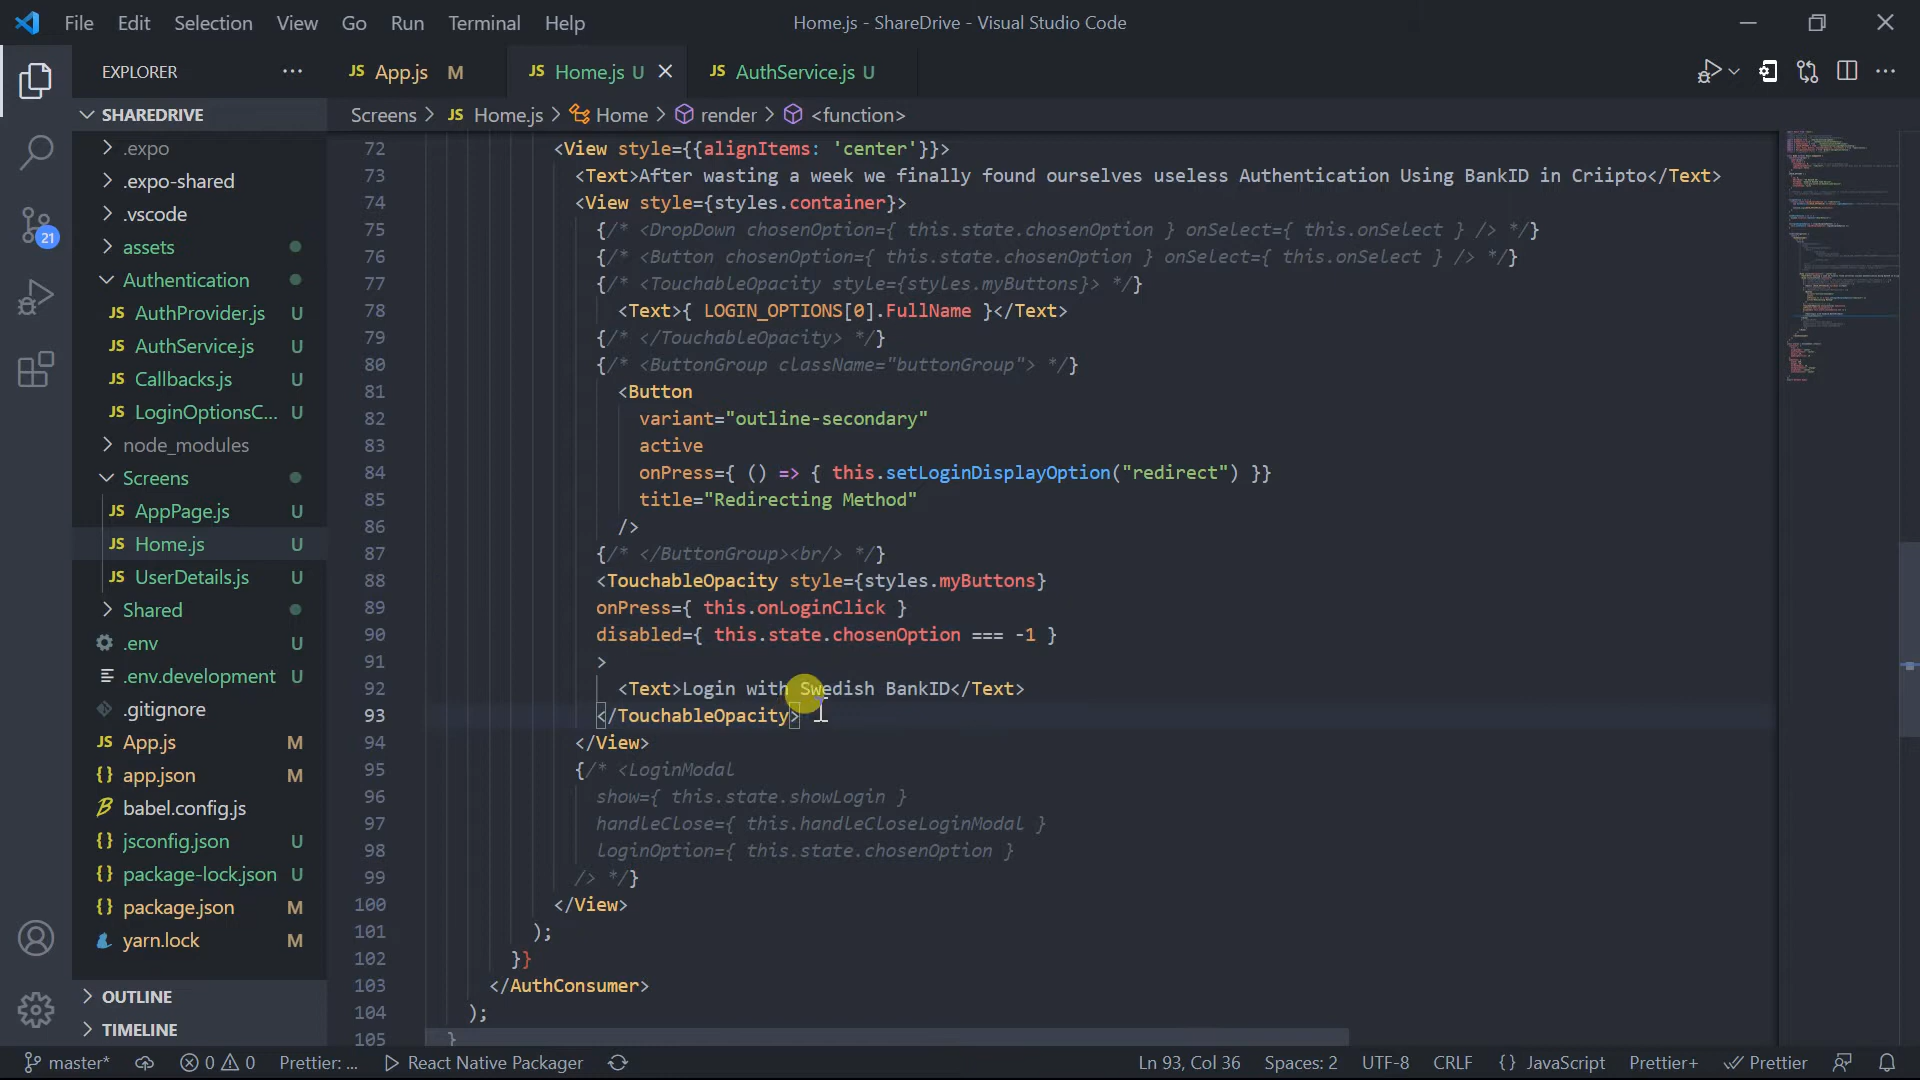 File Edit Selection View Go Run Terminal Help
Home.js - ShareDrive - Visual Studio Code
EXPLORER
JS App.js M
JS Home.js U
JS AuthService.js U
SHAREDRIVE
Screens > JS Home.js > Home > render > <function>
21
.expo
.expo-shared
.vscode
assets
Authentication
JS AuthProvider.js U
JS AuthService.js U
JS Callbacks.js U
JS LoginOptionsC... U
node_modules
Screens
JS AppPage.js U
JS Home.js U
JS UserDetails.js U
Shared
.env U
.env.development U
.gitignore
JS App.js M
{} app.json M
babel.config.js
{} jsconfig.json U
{} package-lock.json U
{} package.json M
yarn.lock M
OUTLINE
TIMELINE
72 <View style={{alignItems: 'center'}}>
73 <Text>After wasting a week we finally found ourselves useless Authentication Using BankID in Criipto</Text>
74 <View style={styles.container}>
75 {/* <DropDown chosenOption={ this.state.chosenOption } onSelect={ this.onSelect } /> */}
76 {/* <Button chosenOption={ this.state.chosenOption } onSelect={ this.onSelect } /> */}
77 {/* <TouchableOpacity style={styles.myButtons}> */}
78 <Text>{ LOGIN_OPTIONS[0].FullName }</Text>
79 {/* </TouchableOpacity> */}
80 {/* <ButtonGroup className="buttonGroup"> */}
81 <Button
82 variant="outline-secondary"
83 active
84 onPress={ () => { this.setLoginDisplayOption("redirect") }}
85 title="Redirecting Method"
86 />
87 {/* </ButtonGroup><br/> */}
88 <TouchableOpacity style={styles.myButtons}
89 onPress={ this.onLoginClick }
90 disabled={ this.state.chosenOption === -1 }
91 >
92 <Text>Login with Swedish BankID</Text>
93 </TouchableOpacity>
94 </View>
95 {/* <LoginModal
96 show={ this.state.showLogin }
97 handleClose={ this.handleCloseLoginModal }
98 loginOption={ this.state.chosenOption }
99 /> */}
100 </View>
101 );
102 }}
103 </AuthConsumer>
104 );
105 }
master* 0 0 Prettier: ... React Native Packager
Ln 93, Col 36 Spaces: 2 UTF-8 CRLF {} JavaScript Prettier+ Prettier